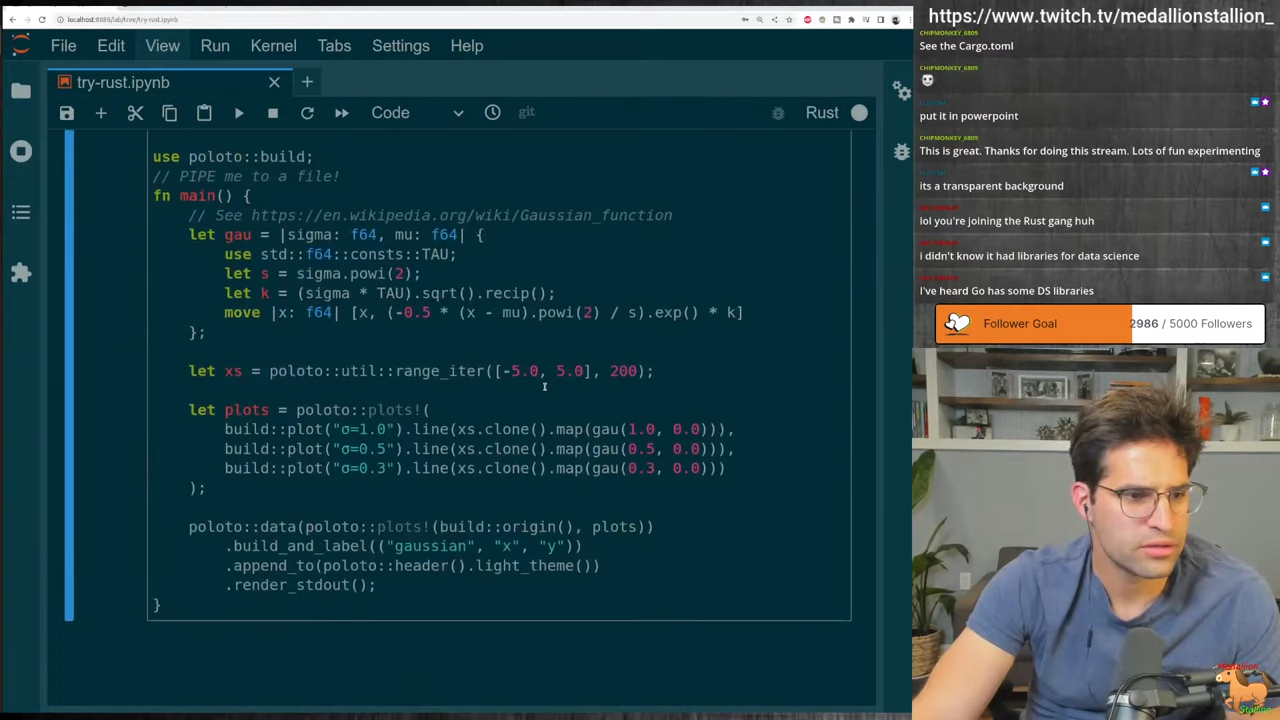 localhost:8888/lab/tree/try-rust.ipynb
File Edit View Run Kernel Tabs Settings Help
try-rust.ipynb
Code
git
Rust
use poloto::build;
// PIPE me to a file!
fn main() {
// See https://en.wikipedia.org/wiki/Gaussian_function
let gau = |sigma: f64, mu: f64| {
use std::f64::consts::TAU;
let s = sigma.powi(2);
let k = (sigma * TAU).sqrt().recip();
move |x: f64| [x, (-0.5 * (x - mu).powi(2) / s).exp() * k]
};
let xs = poloto::util::range_iter([-5.0, 5.0], 200);
let plots = poloto::plots!(
build::plot("σ=1.0").line(xs.clone().map(gau(1.0, 0.0))),
build::plot("σ=0.5").line(xs.clone().map(gau(0.5, 0.0))),
build::plot("σ=0.3").line(xs.clone().map(gau(0.3, 0.0)))
);
poloto::data(poloto::plots!(build::origin(), plots))
.build_and_label(("gaussian", "x", "y"))
.append_to(poloto::header().light_theme())
.render_stdout();
}
https://www.twitch.tv/medallionstallion_
CHIPMONKEY_6809
See the Cargo.toml
CHIPMONKEY_6809
put it in powerpoint
CHIPMONKEY_6809
This is great. Thanks for doing this stream. Lots of fun experimenting
its a transparent background
lol you're joining the Rust gang huh
i didn't know it had libraries for data science
I've heard Go has some DS libraries
Follower Goal
2986 / 5000 Followers
Medallion
Stallion